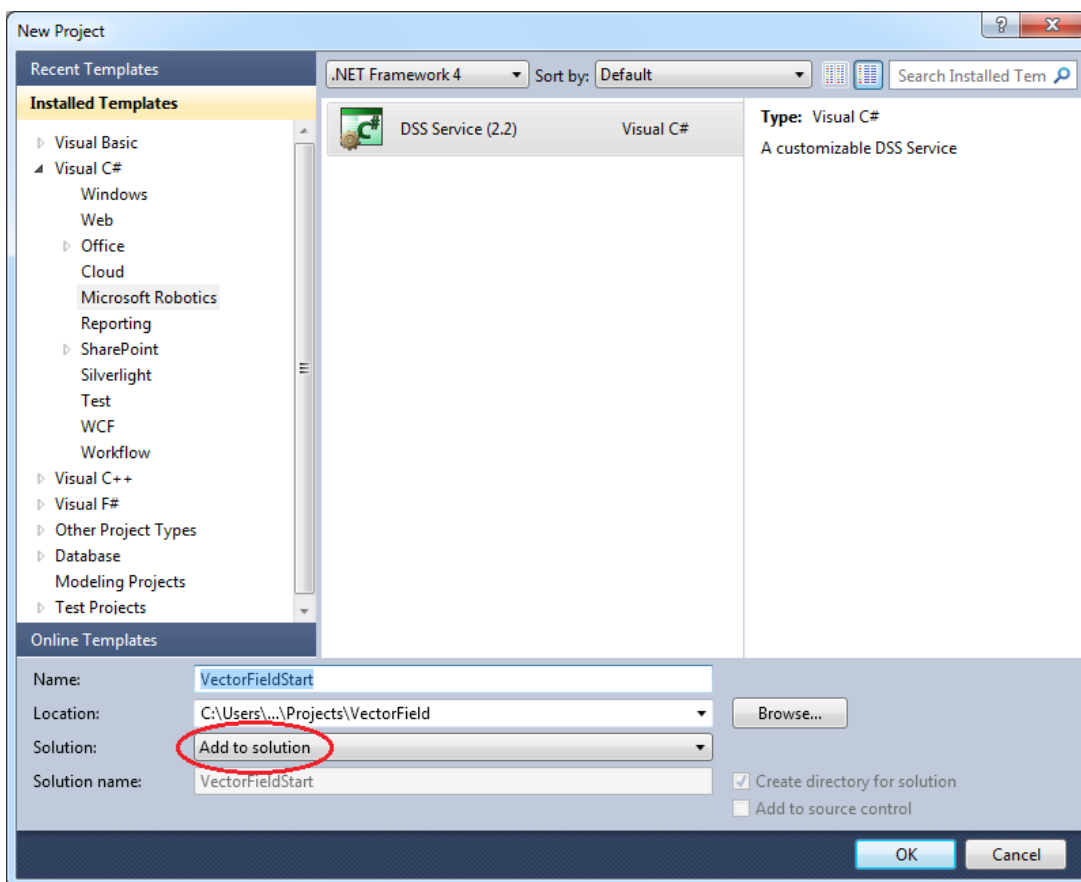 New Project
Recent Templates
Installed Templates
Visual Basic
Visual C#
Windows
Web
Office
Cloud
Microsoft Robotics
Reporting
SharePoint
Silverlight
Test
WCF
Workflow
Visual C++
Visual F#
Other Project Types
Database
Modeling Projects
Test Projects
Online Templates
.NET Framework 4 Sort by: Default Search Installed Tem
C# DSS Service (2.2) Visual C#
Type: Visual C#
A customizable DSS Service
Name: VectorFieldStart
Location: C:\Users\...\Projects\VectorField Browse...
Solution: Add to solution
Solution name: VectorFieldStart Create directory for solution
Add to source control
OK Cancel